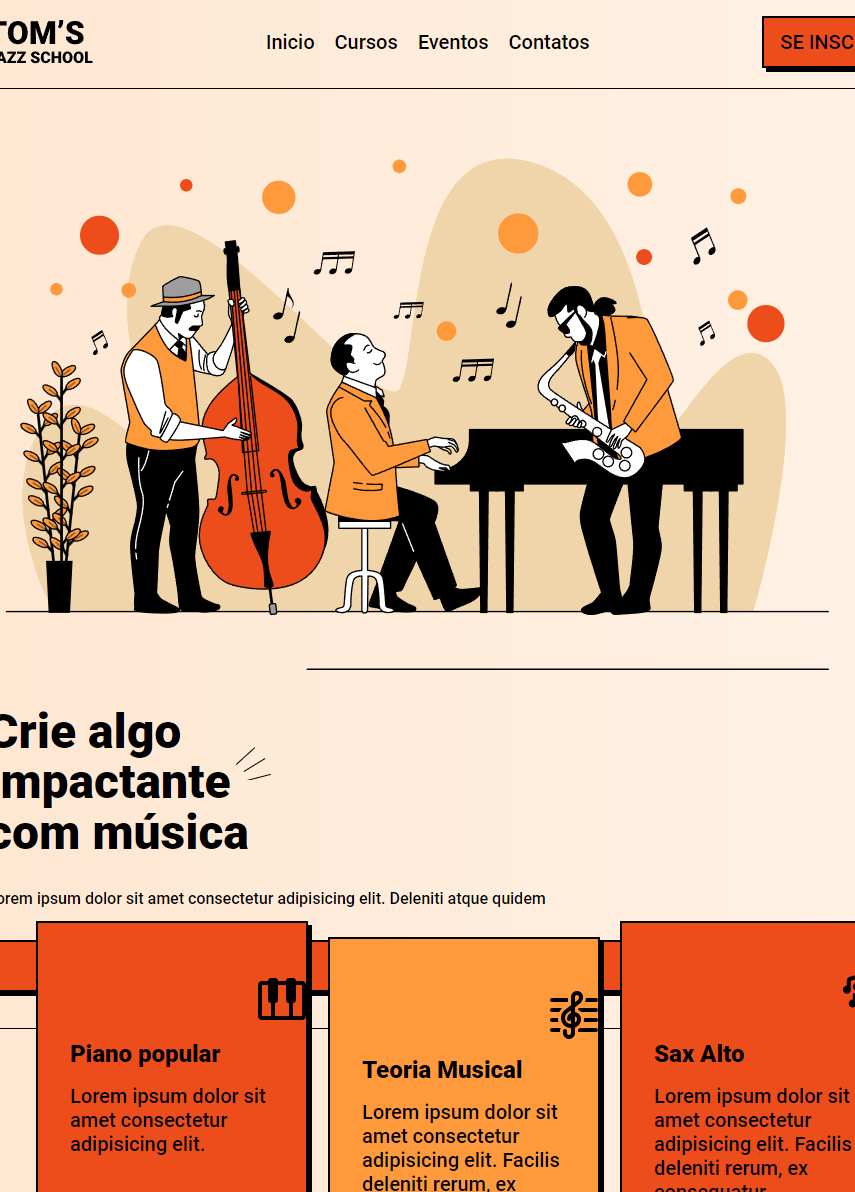 TOM'S
AZZ SCHOOL
Inicio Cursos Eventos Contatos
SE INSC
Crie algo
impactante
com música
orem ipsum dolor sit amet consectetur adipisicing elit. Deleniti atque quidem
Piano popular
Lorem ipsum dolor sit
amet consectetur
adipisicing elit.
Teoria Musical
Lorem ipsum dolor sit
amet consectetur
adipisicing elit. Facilis
deleniti rerum, ex
Sax Alto
Lorem ipsum dolor sit
amet consectetur
adipisicing elit. Facilis
deleniti rerum, ex
consequatur